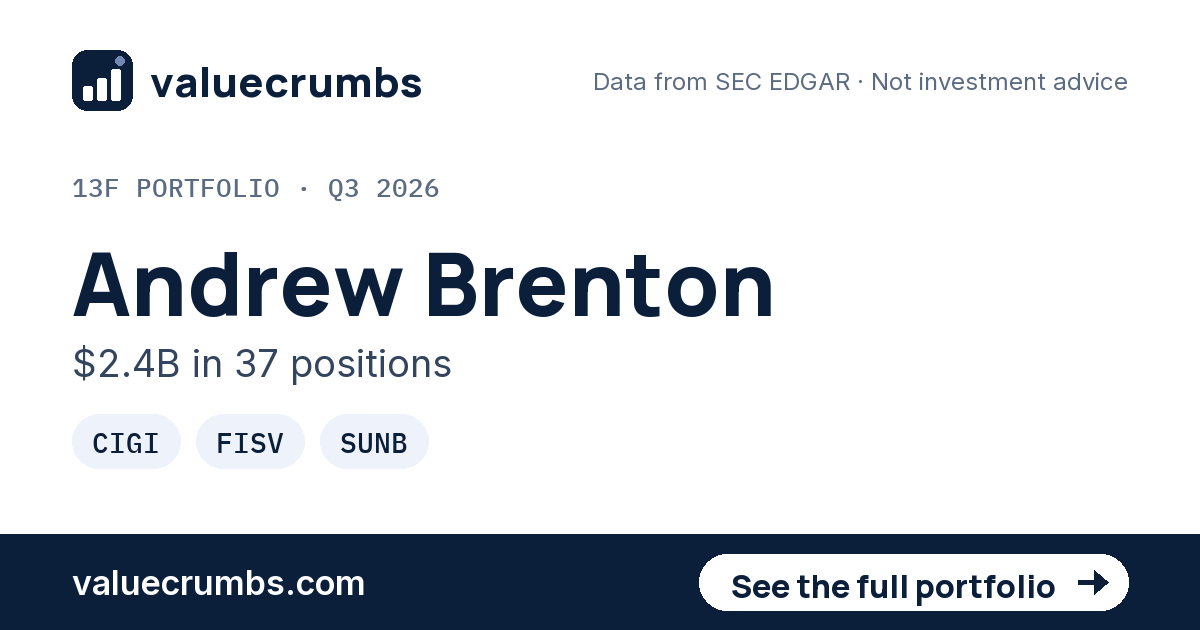 valuecrumbs
Data from SEC EDGAR · Not investment advice
13F PORTFOLIO · Q3 2026
Andrew Brenton
$2.4B in 37 positions
CIGI FISV SUNB
valuecrumbs.com
See the full portfolio →